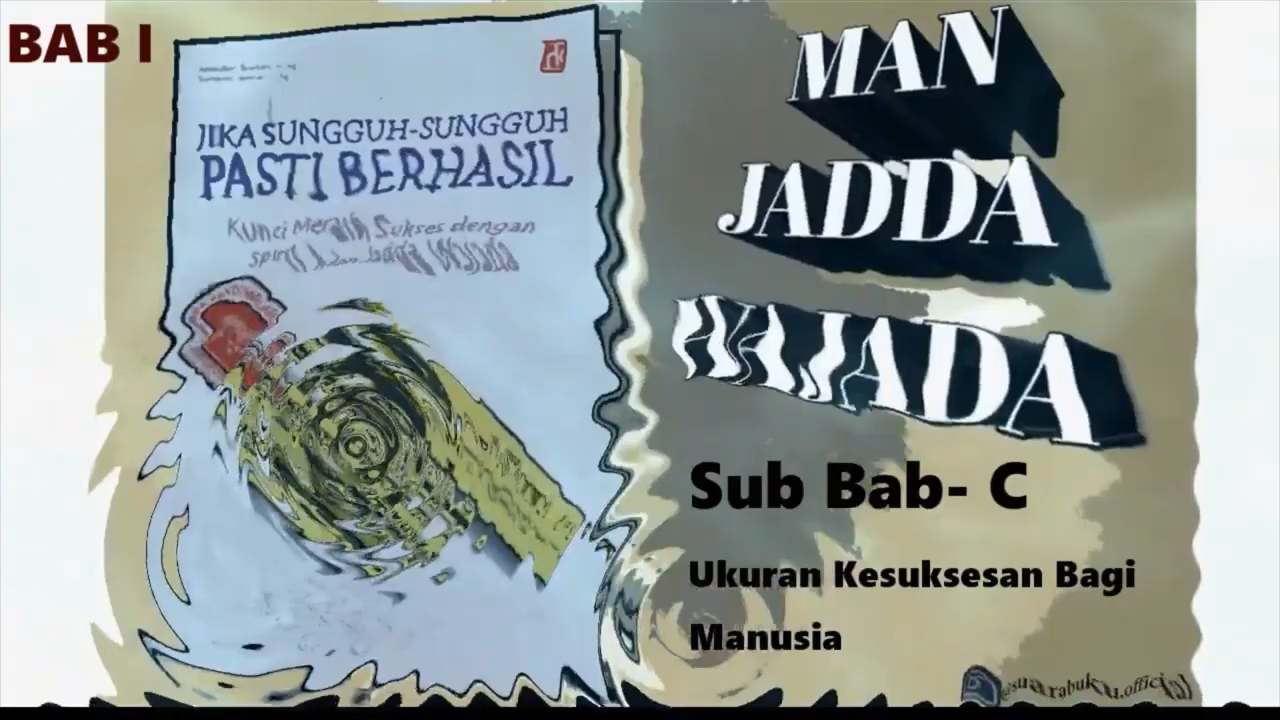 BAB I
JIKA SUNGGUH-SUNGGUH
PASTI BERHASIL
Kunci Meraih Sukses dengan
MAN
JADDA
WAJADA
Sub Bab- C
Ukuran Kesuksesan Bagi
Manusia